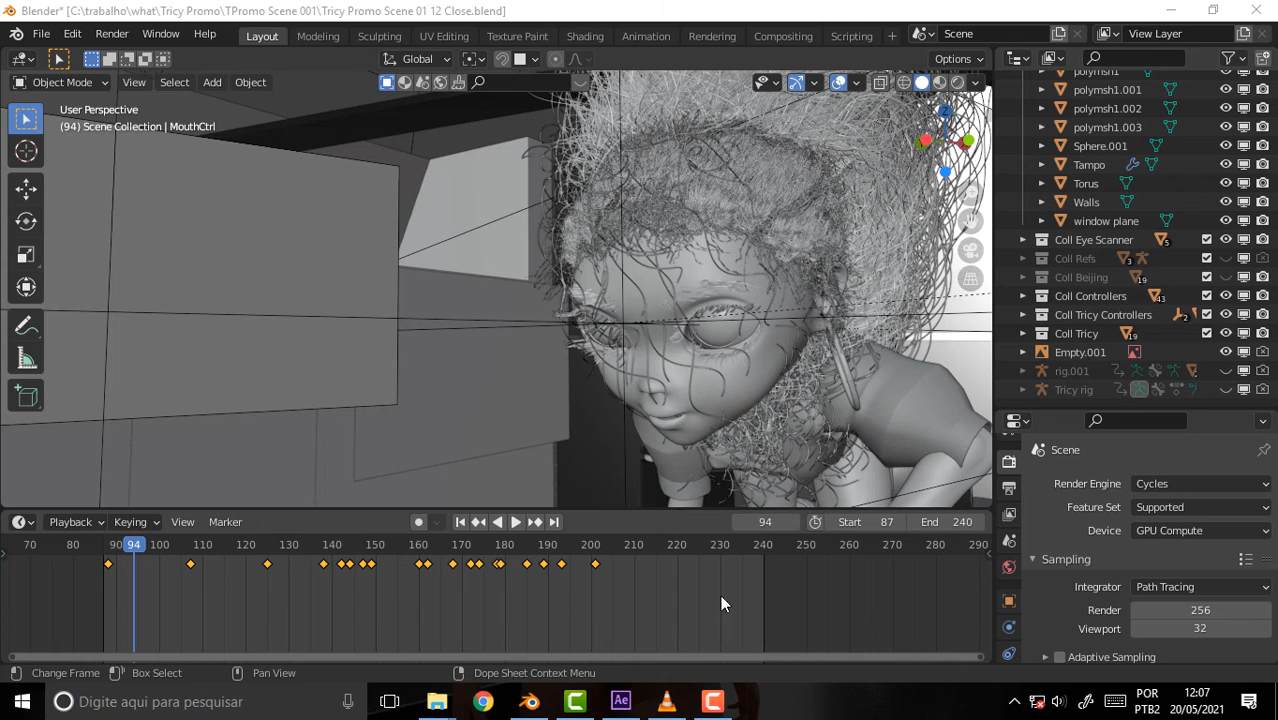 Blender* [C:\trabalho\what\Tricy Promo\TPromo Scene 001\Tricy Promo Scene 01 12 Close.blend]
File Edit Render Window Help Layout Modeling Sculpting UV Editing Texture Paint Shading Animation Rendering Compositing Scripting + Scene View Layer
Global Options
Object Mode View Select Add Object
User Perspective
(94) Scene Collection | MouthCtrl
Z
polymsh1
polymsh1.001
polymsh1.002
polymsh1.003
Sphere.001
Tampo
Torus
Walls
window plane
Coll Eye Scanner 5
Coll Refs 3
Coll Beijing 19
Coll Controllers 43
Coll Tricy Controllers 2
Coll Tricy 19
Empty.001
rig.001
Tricy rig
Scene
Render Engine Cycles
Feature Set Supported
Device GPU Compute
Sampling
Integrator Path Tracing
Render 256
Viewport 32
Adaptive Sampling
Playback Keying View Marker 94 Start 87 End 240
70 80 90 94 100 110 120 130 140 150 160 170 180 190 200 210 220 230 240 250 260 270 280 290
Change Frame Box Select Pan View Dope Sheet Context Menu
Digite aqui para pesquisar
Ae
POR
PTB2
12:07
20/05/2021